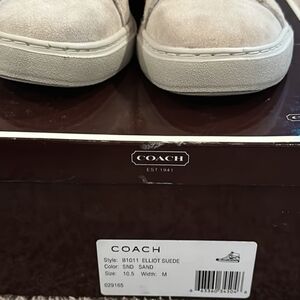 COACH
EST. 1941
COACH
Style: B1011 ELLIOT SUEDE
Color: SND SAND
Size: 10.5 Width: M
029165